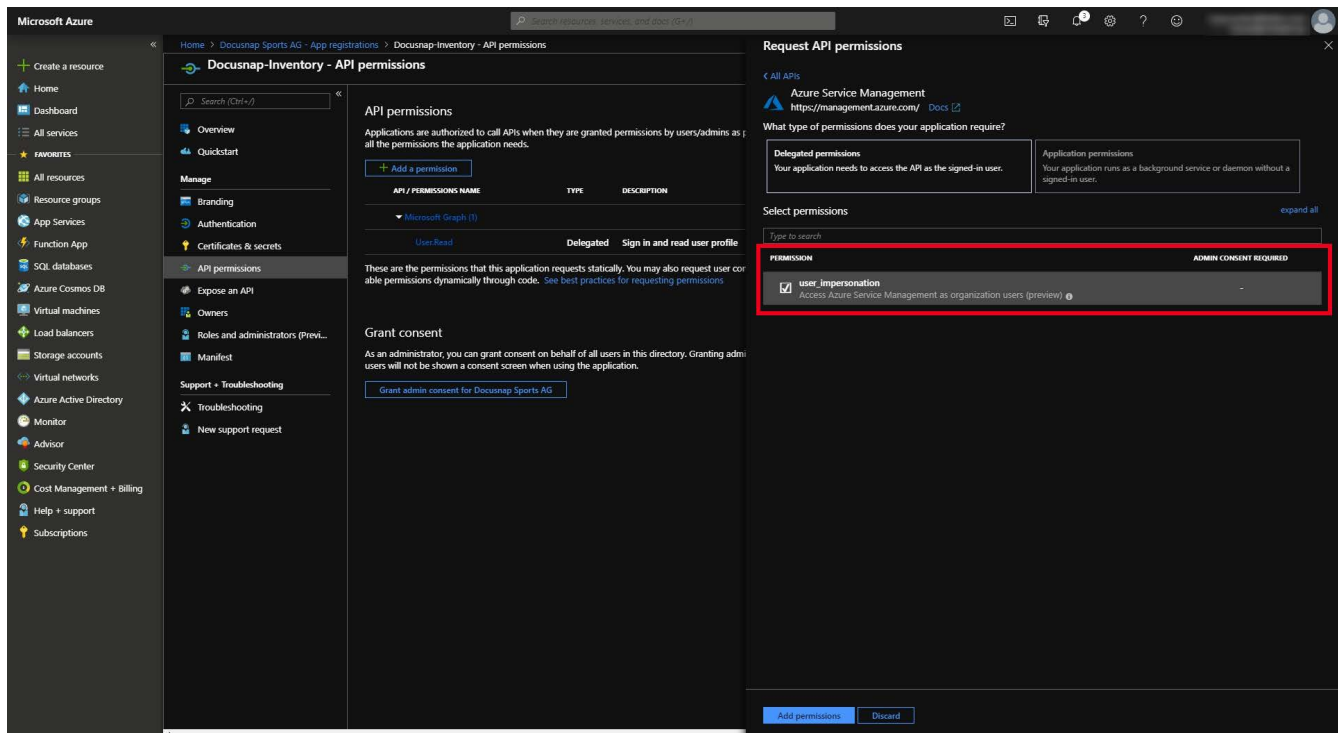 Microsoft Azure
Search resources, services, and docs (G+/)
3
«
Create a resource
Home
Dashboard
All services
FAVORITES
All resources
Resource groups
App Services
Function App
SQL databases
Azure Cosmos DB
Virtual machines
Load balancers
Storage accounts
Virtual networks
Azure Active Directory
Monitor
Advisor
Security Center
Cost Management + Billing
Help + support
Subscriptions
Home > Docusnap Sports AG - App registrations > Docusnap-Inventory - API permissions
Docusnap-Inventory - API permissions
Search (Ctrl+/)
«
Overview
Quickstart
Manage
Branding
Authentication
Certificates & secrets
API permissions
Expose an API
Owners
Roles and administrators (Previ...
Manifest
Support + Troubleshooting
Troubleshooting
New support request
API permissions
Applications are authorized to call APIs when they are granted permissions by users/admins as p
all the permissions the application needs.
+ Add a permission
API / PERMISSIONS NAME TYPE DESCRIPTION
Microsoft Graph (1)
User.Read Delegated Sign in and read user profile
These are the permissions that this application requests statically. You may also request user con
able permissions dynamically through code. See best practices for requesting permissions
Grant consent
As an administrator, you can grant consent on behalf of all users in this directory. Granting admi
users will not be shown a consent screen when using the application.
Grant admin consent for Docusnap Sports AG
Request API permissions
< All APIs
Azure Service Management
https://management.azure.com/ Docs
What type of permissions does your application require?
Delegated permissions
Your application needs to access the API as the signed-in user.
Application permissions
Your application runs as a background service or daemon without a
signed-in user.
Select permissions
expand all
Type to search
PERMISSION ADMIN CONSENT REQUIRED
user_impersonation
Access Azure Service Management as organization users (preview)
-
Add permissions
Discard